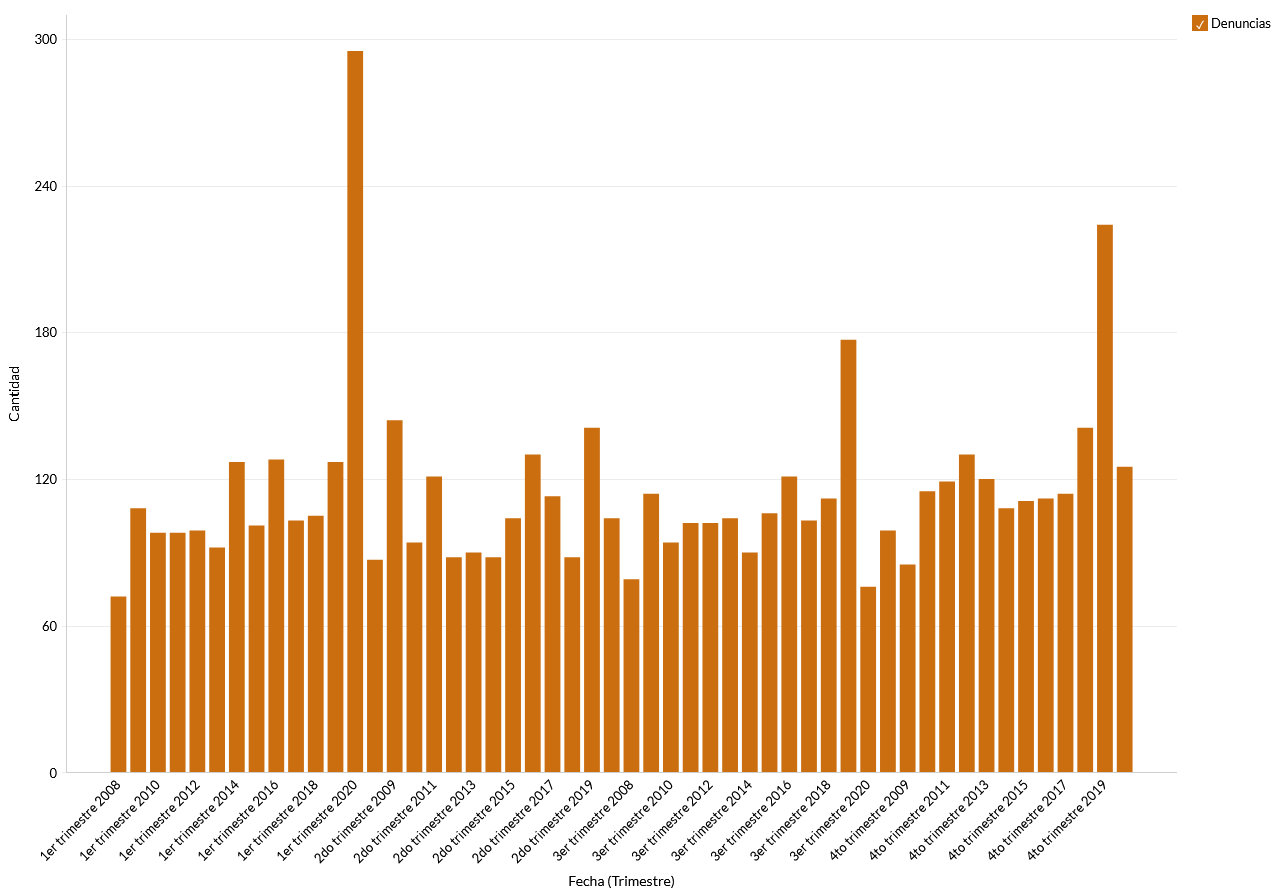 Denuncias
300
240
180
120
60
0
Cantidad
1er trimestre 2008
1er trimestre 2010
1er trimestre 2012
1er trimestre 2014
1er trimestre 2016
1er trimestre 2018
1er trimestre 2020
2do trimestre 2009
2do trimestre 2011
2do trimestre 2013
2do trimestre 2015
2do trimestre 2017
2do trimestre 2019
3er trimestre 2008
3er trimestre 2010
3er trimestre 2012
3er trimestre 2014
3er trimestre 2016
3er trimestre 2018
3er trimestre 2020
4to trimestre 2009
4to trimestre 2011
4to trimestre 2013
4to trimestre 2015
4to trimestre 2017
4to trimestre 2019
Fecha (Trimestre)